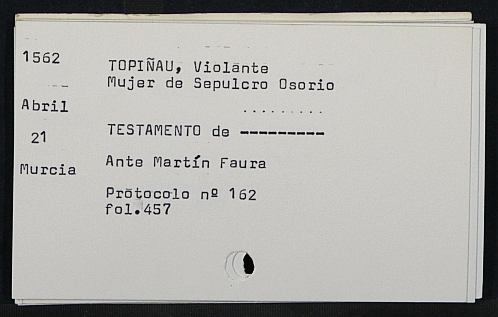 1562
TOPIÑAU, Violante
Mujer de Sepulcro Osorio
Abril
.........
21
TESTAMENTO de ---------
Murcia
Ante Martín Faura
Protocolo nº 162
fol.457